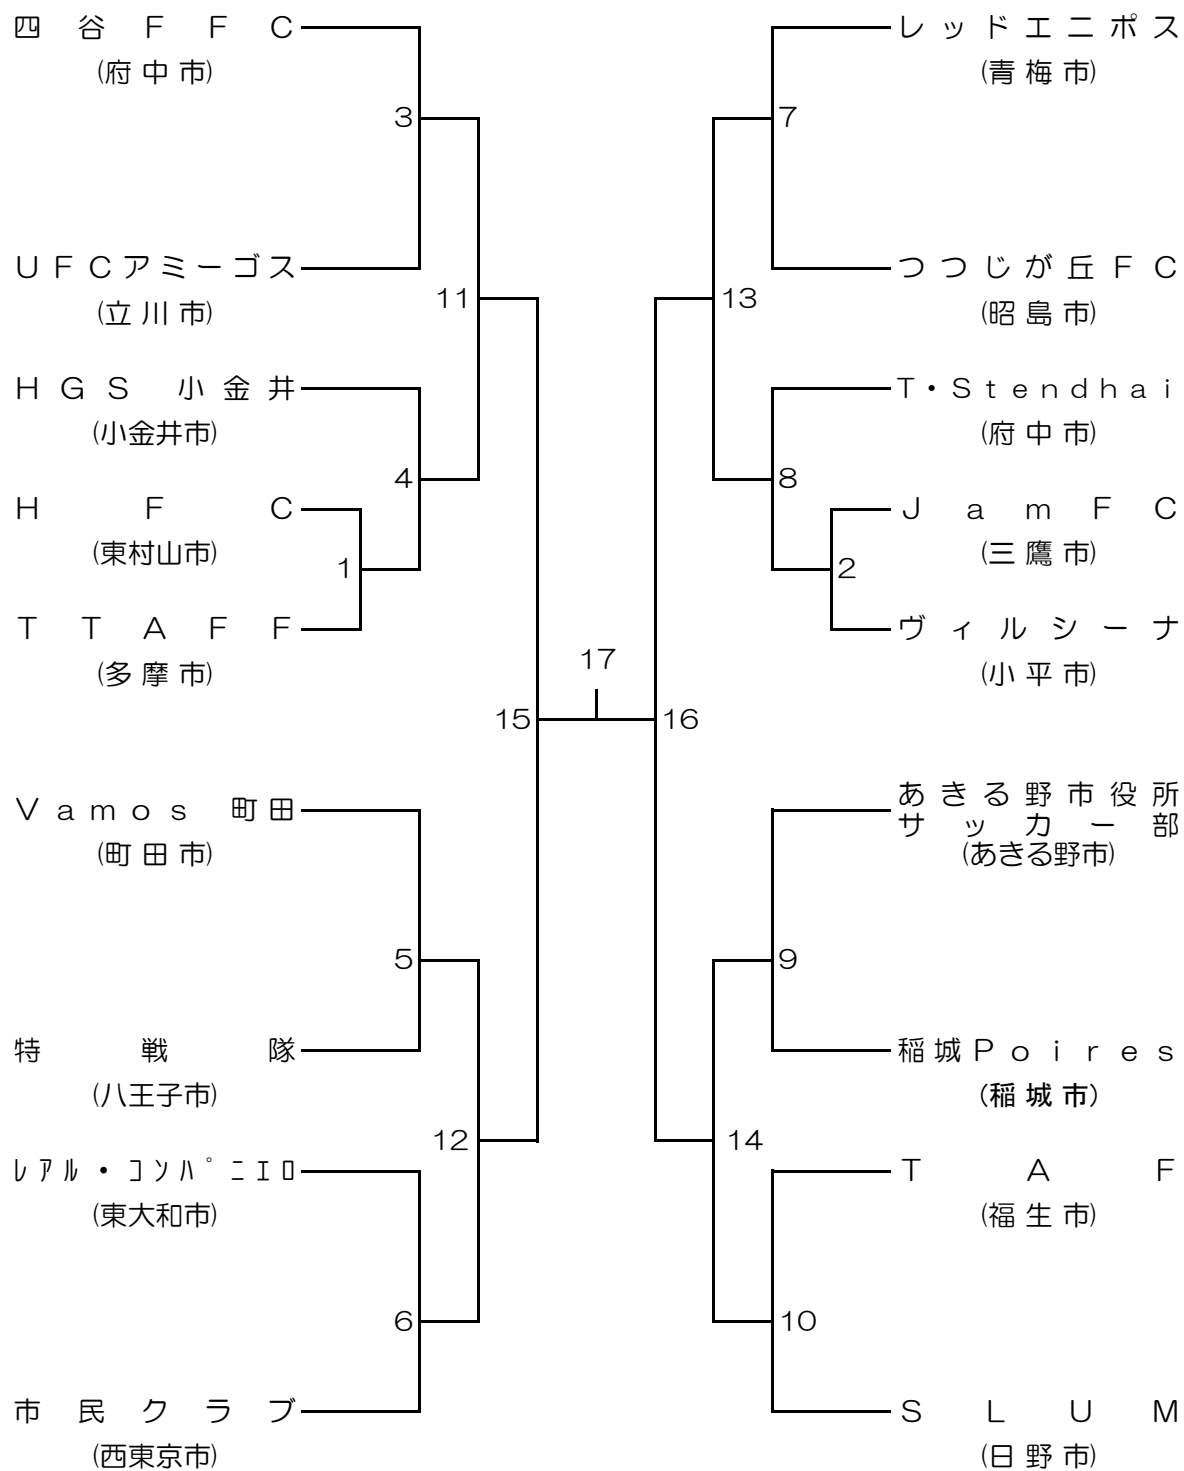 四谷FFC
(府中市)
3
UFCアミーゴス
(立川市)
11
HGS 小金井
(小金井市)
4
HFC
(東村山市)
1
TTAFF
(多摩市)
15
Vamos 町田
(町田市)
5
特戦隊
(八王子市)
12
レアル・コンパニエロ
(東大和市)
6
市民クラブ
(西東京市)
17
レッドエニポス
(青梅市)
7
つつじが丘FC
(昭島市)
13
T・Stendhai
(府中市)
8
JamFC
(三鷹市)
2
ヴィルシーナ
(小平市)
16
あきる野市役所
サッカー部
(あきる野市)
9
稲城Poires
(稲城市)
14
TAF
(福生市)
10
SLUM
(日野市)